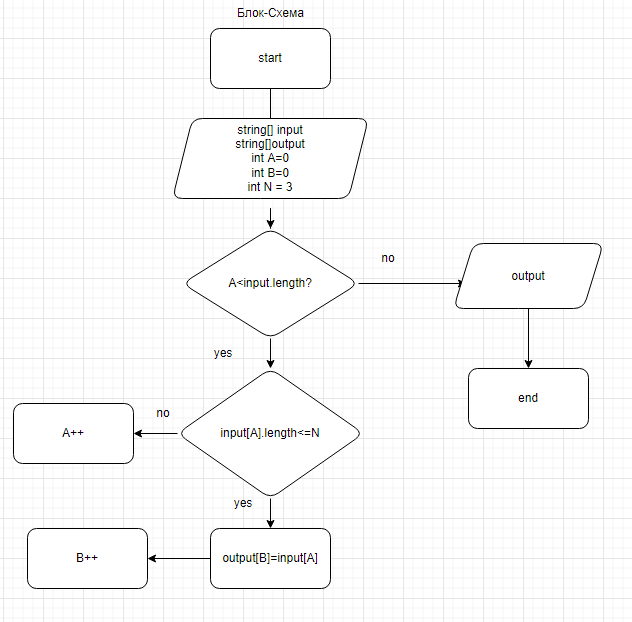 Блок-Схема
start
string[] input
string[]output
int A=0
int B=0
int N = 3
A<input.length?
no
output
yes
end
input[A].length<=N
no
A++
yes
output[B]=input[A]
B++